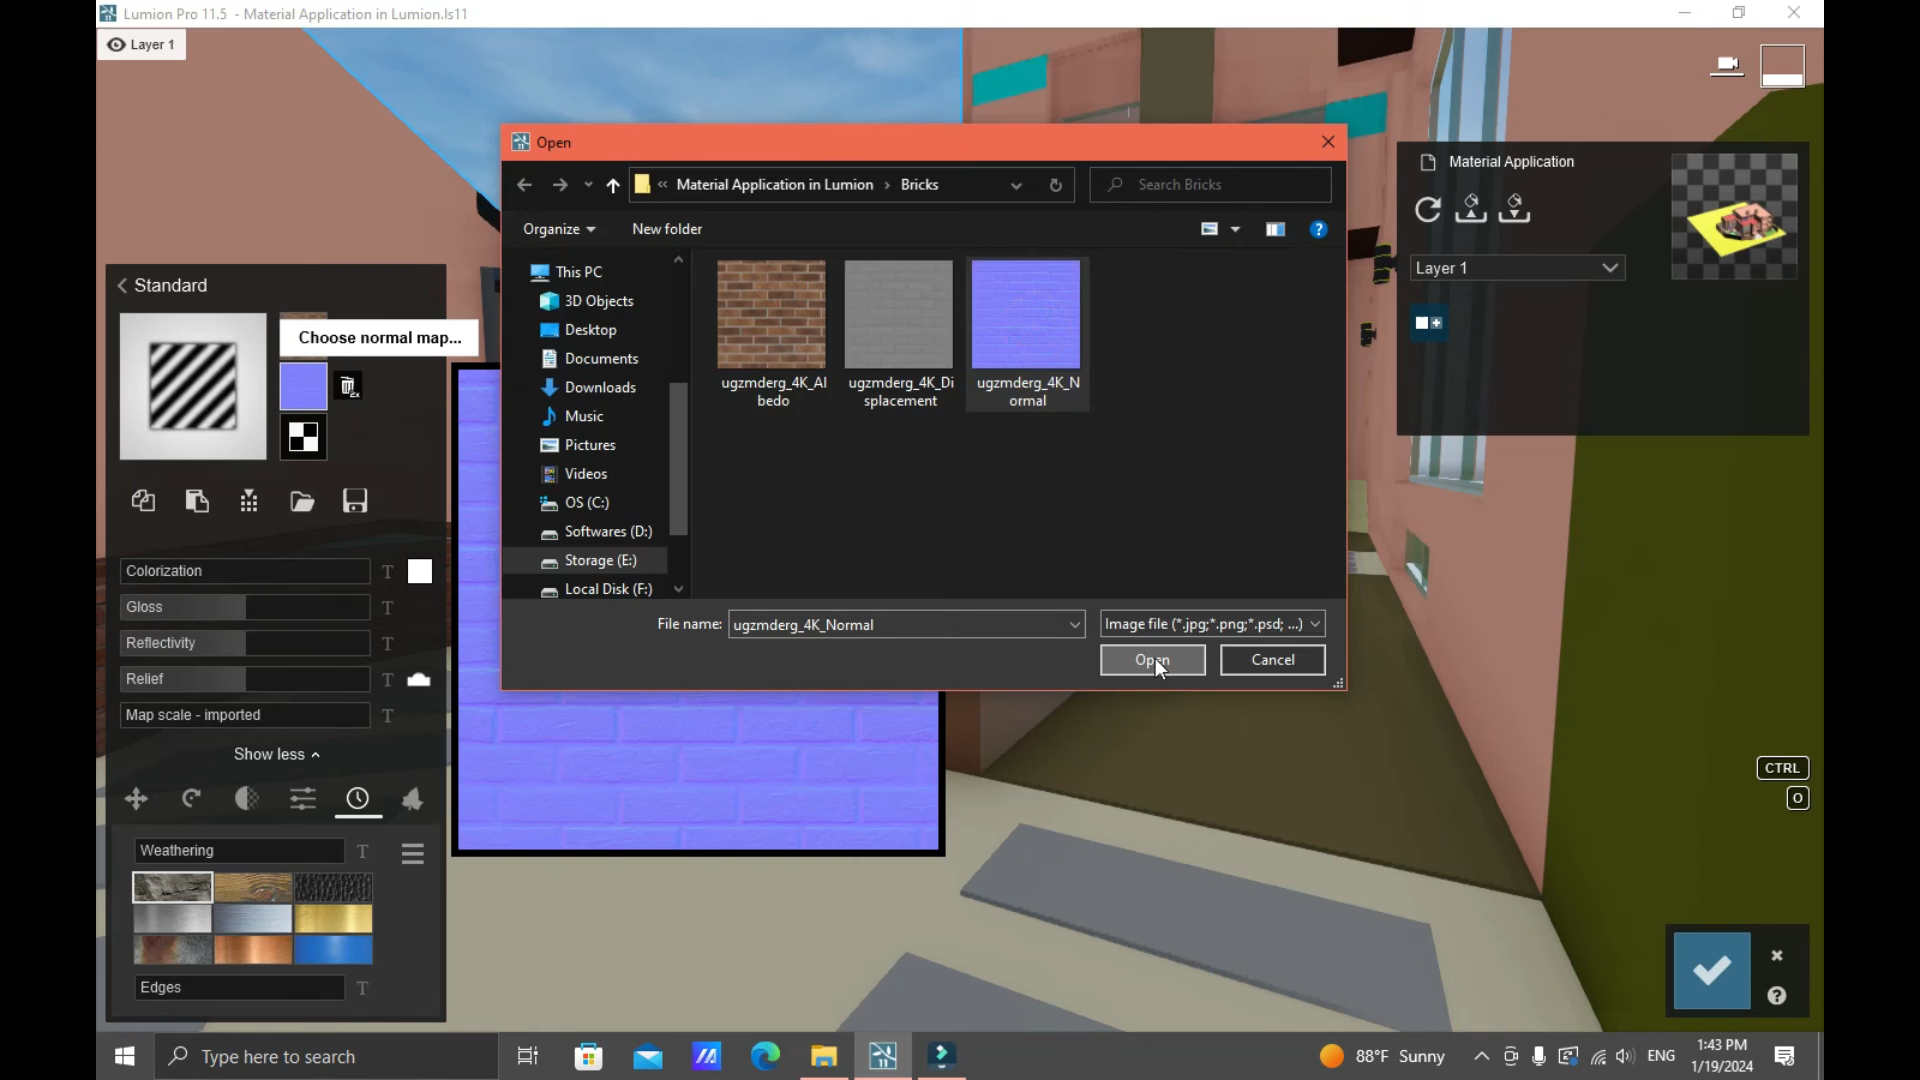 Lumion Pro 11.5 - Material Application in Lumion.ls11
Layer 1
Open
« Material Application in Lumion › Bricks
Search Bricks
Organize
New folder
This PC
3D Objects
Desktop
Documents
Downloads
Music
Pictures
Videos
OS (C:)
Softwares (D:)
Storage (E:)
Local Disk (F:)
ugzmderg_4K_Al
bedo
ugzmderg_4K_Di
splacement
ugzmderg_4K_N
ormal
File name: ugzmderg_4K_Normal
Image file (*.jpg;*.png;*.psd; ...)
Open
Cancel
Material Application
Layer 1
Standard
Choose normal map...
2x
Colorization T
Gloss T
Reflectivity T
Relief T
Map scale - imported T
Show less
Weathering T
Edges T
CTRL
O
Type here to search
11
88°F Sunny
ENG
1:43 PM
1/19/2024